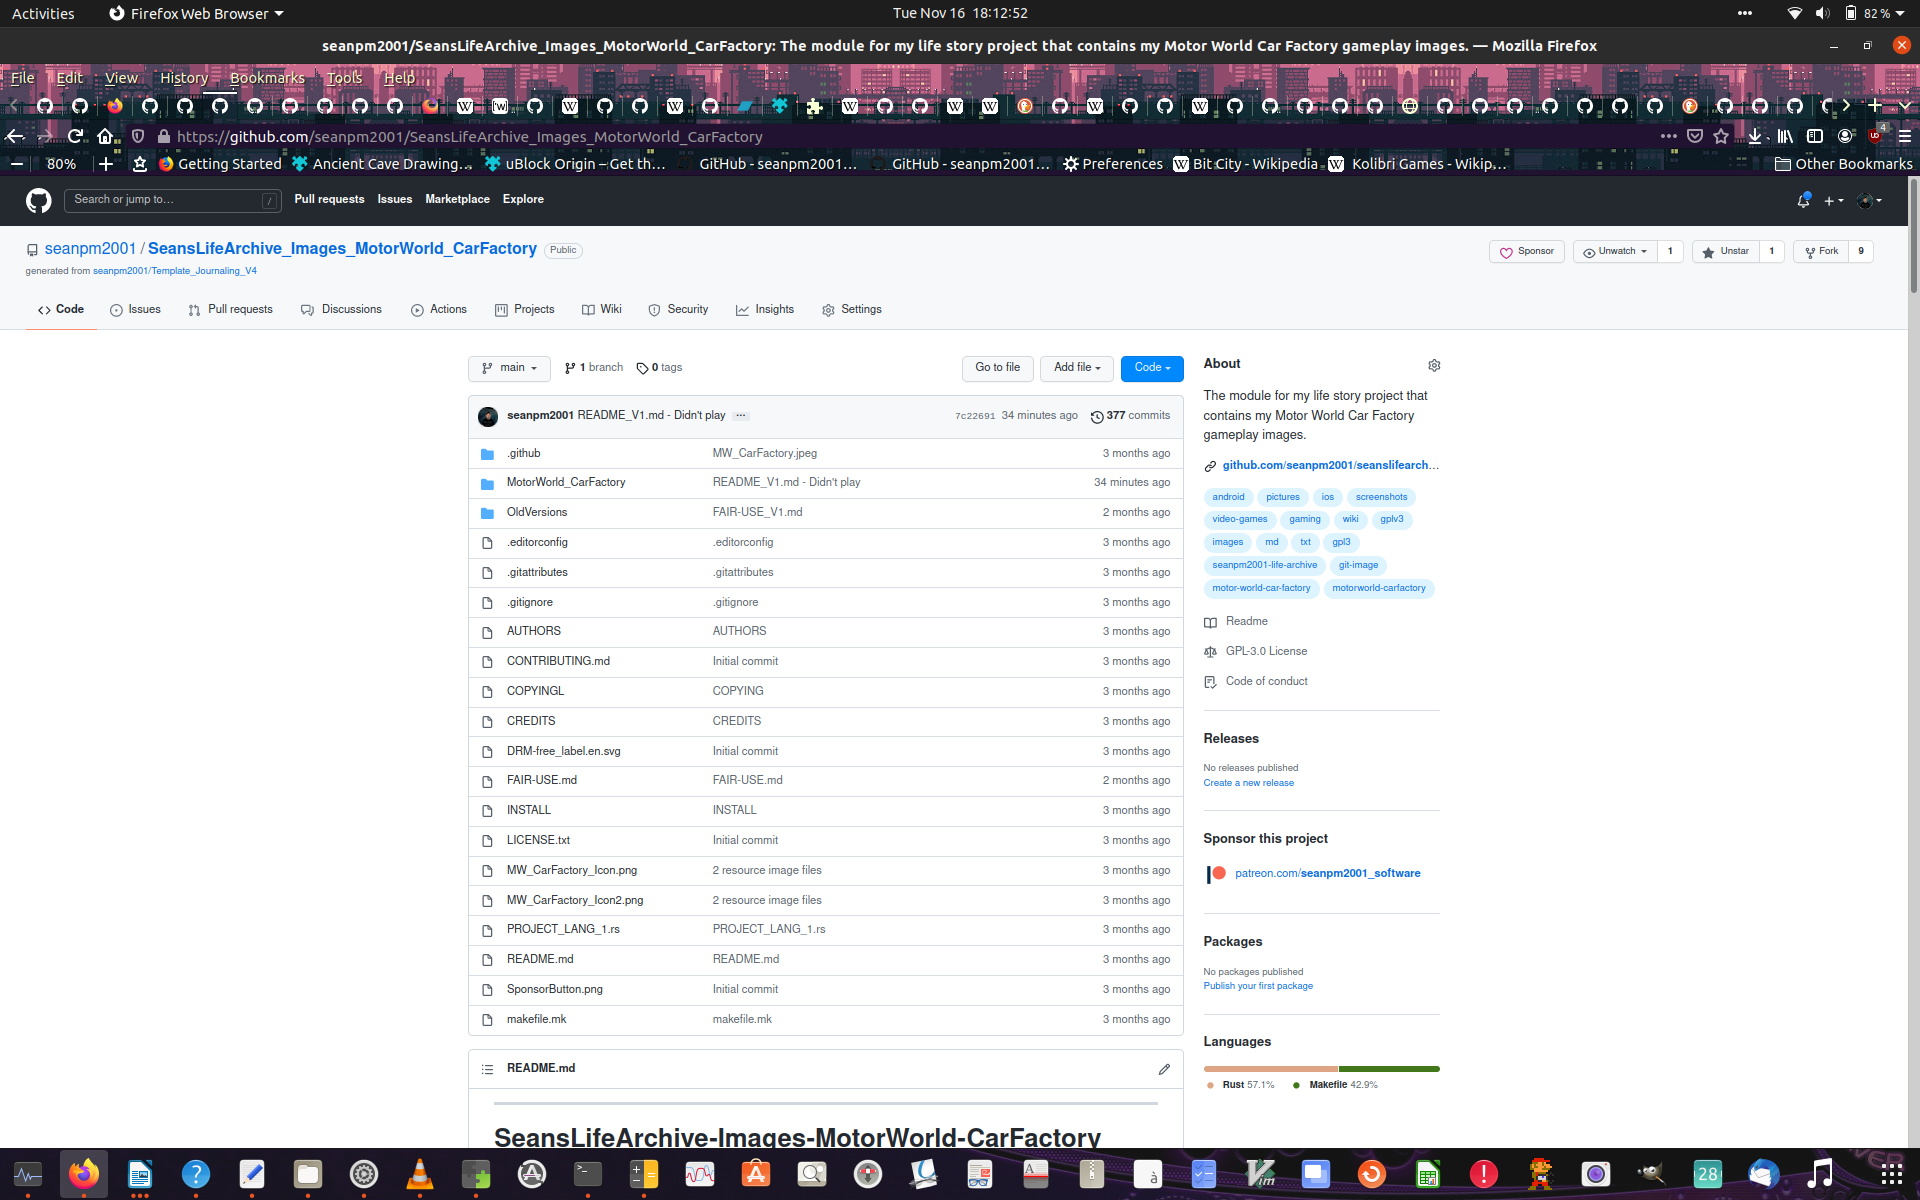 Activities
Firefox Web Browser
Tue Nov 16 18:12:52
82 %
seanpm2001/SeansLifeArchive_Images_MotorWorld_CarFactory: The module for my life story project that contains my Motor World Car Factory gameplay images. — Mozilla Firefox
File Edit View History Bookmarks Tools Help
https://github.com/seanpm2001/SeansLifeArchive_Images_MotorWorld_CarFactory
4
80%
Getting Started
Ancient Cave Drawing…
uBlock Origin – Get th…
GitHub - seanpm2001…
GitHub - seanpm2001…
Preferences
Bit City - Wikipedia
Kolibri Games - Wikip…
Other Bookmarks
Search or jump to…
/
Pull requests Issues Marketplace Explore
seanpm2001 / SeansLifeArchive_Images_MotorWorld_CarFactory Public
generated from seanpm2001/Template_Journaling_V4
Sponsor
Unwatch 1
Unstar 1
Fork 9
Code Issues Pull requests Discussions Actions Projects Wiki Security Insights Settings
main 1 branch 0 tags
Go to file Add file Code
seanpm2001 README_V1.md - Didn't play ... 7c22691 34 minutes ago 377 commits
.github MW_CarFactory.jpeg 3 months ago
MotorWorld_CarFactory README_V1.md - Didn't play 34 minutes ago
OldVersions FAIR-USE_V1.md 2 months ago
.editorconfig .editorconfig 3 months ago
.gitattributes .gitattributes 3 months ago
.gitignore .gitignore 3 months ago
AUTHORS AUTHORS 3 months ago
CONTRIBUTING.md Initial commit 3 months ago
COPYINGL COPYING 3 months ago
CREDITS CREDITS 3 months ago
DRM-free_label.en.svg Initial commit 3 months ago
FAIR-USE.md FAIR-USE.md 2 months ago
INSTALL INSTALL 3 months ago
LICENSE.txt Initial commit 3 months ago
MW_CarFactory_Icon.png 2 resource image files 3 months ago
MW_CarFactory_Icon2.png 2 resource image files 3 months ago
PROJECT_LANG_1.rs PROJECT_LANG_1.rs 3 months ago
README.md README.md 3 months ago
SponsorButton.png Initial commit 3 months ago
makefile.mk makefile.mk 3 months ago
README.md
SeansLifeArchive-Images-MotorWorld-CarFactory
About
The module for my life story project that
contains my Motor World Car Factory
gameplay images.
github.com/seanpm2001/seanslifearch…
android pictures ios screenshots
video-games gaming wiki gplv3
images md txt gpl3
seanpm2001-life-archive git-image
motor-world-car-factory motorworld-carfactory
Readme
GPL-3.0 License
Code of conduct
Releases
No releases published
Create a new release
Sponsor this project
patreon.com/seanpm2001_software
Packages
No packages published
Publish your first package
Languages
Rust 57.1% Makefile 42.9%
28